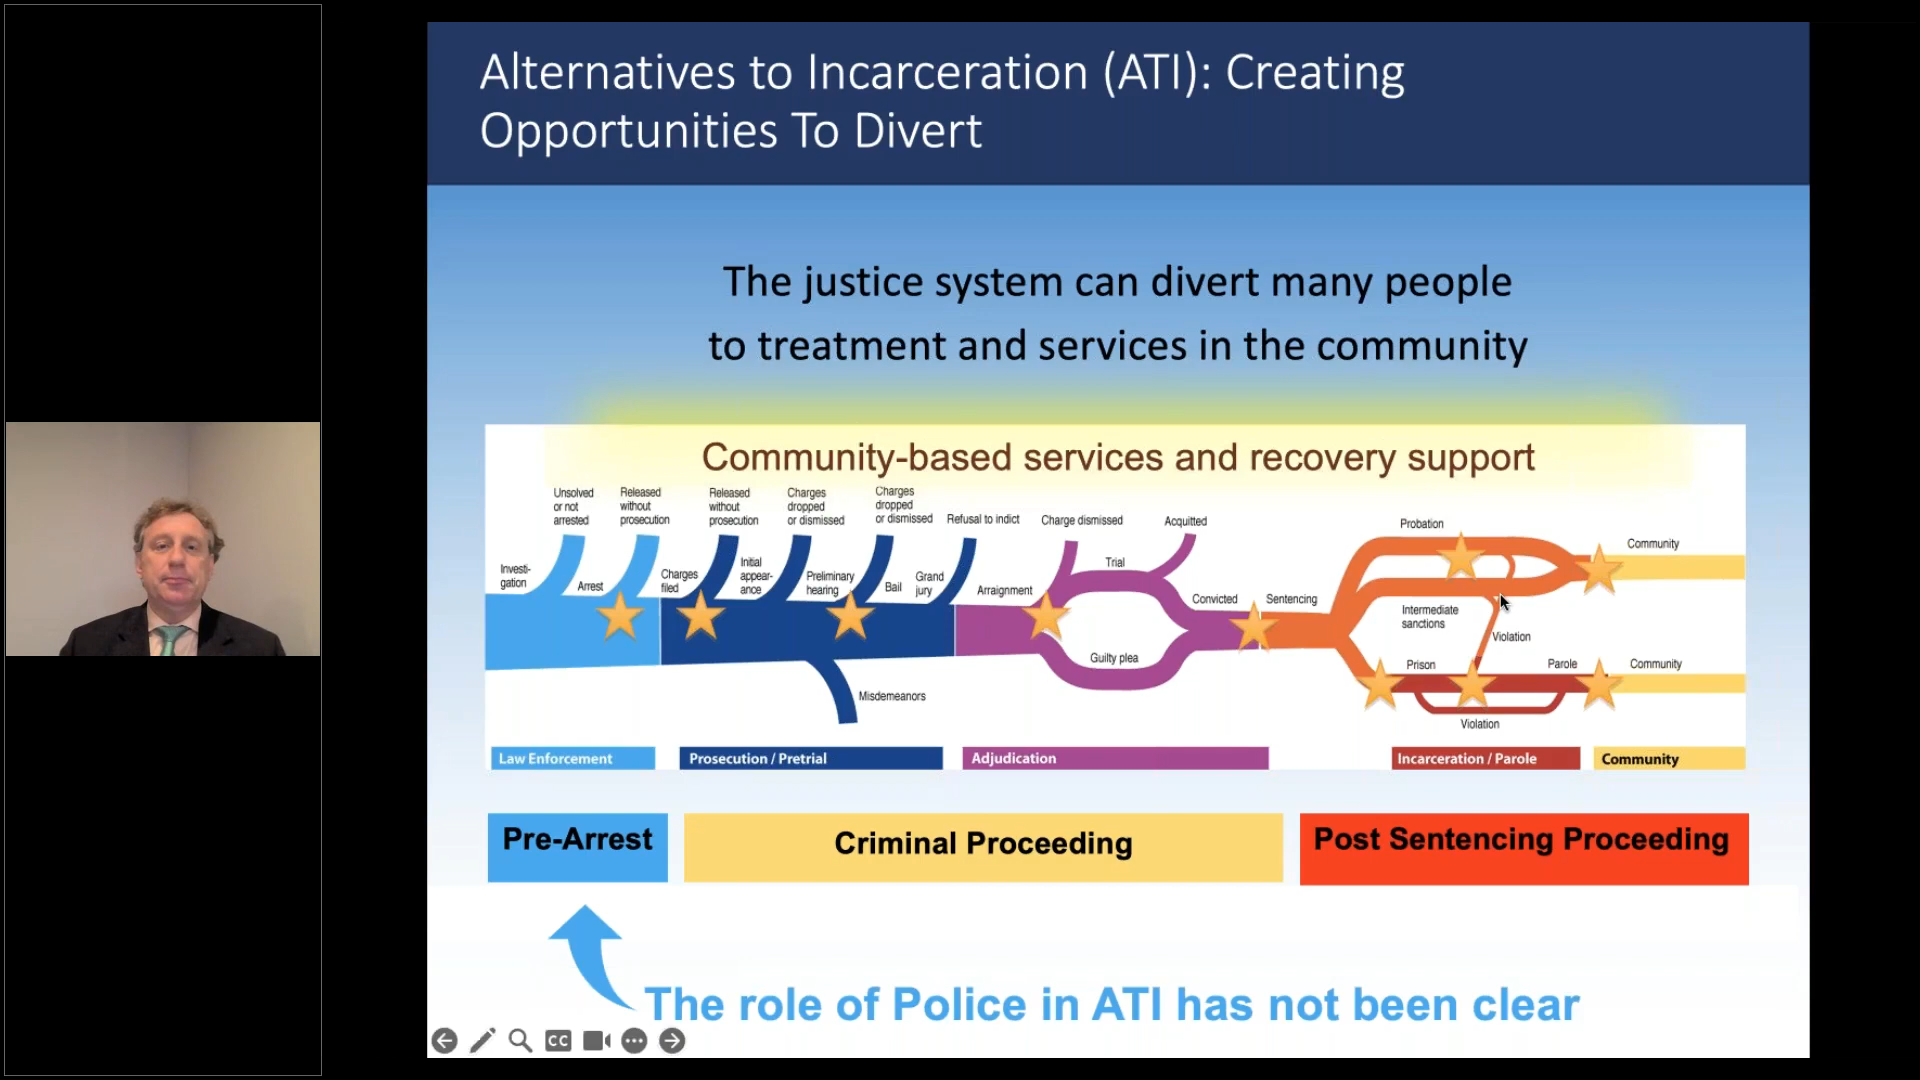 Alternatives to Incarceration (ATI): Creating
Opportunities To Divert
The justice system can divert many people
to treatment and services in the community
Community-based services and recovery support
Unsolved
or not
arrested
Released
without
prosecution
Released
without
prosecution
Charges
dropped
or dismissed
Charges
dropped
or dismissed
Refusal to indict
Charge dismissed
Acquitted
Probation
Community
Investi-
gation
Arrest
Charges
filed
Initial
appear-
ance
Preliminary
hearing
Bail
Grand
jury
Arraignment
Trial
Convicted
Sentencing
Intermediate
sanctions
Violation
Guilty plea
Prison
Parole
Community
Misdemeanors
Violation
Law Enforcement
Prosecution / Pretrial
Adjudication
Incarceration / Parole
Community
Pre-Arrest
Criminal Proceeding
Post Sentencing Proceeding
The role of Police in ATI has not been clear
CC